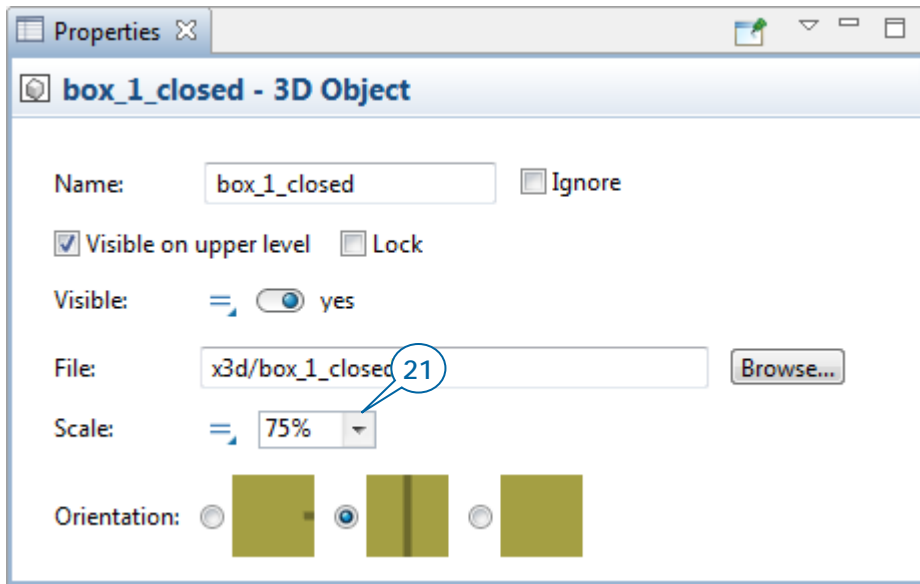 Properties
box_1_closed - 3D Object
Name: box_1_closed Ignore
Visible on upper level Lock
Visible: yes
File: x3d/box_1_closed Browse...
21
Scale: 75%
Orientation: